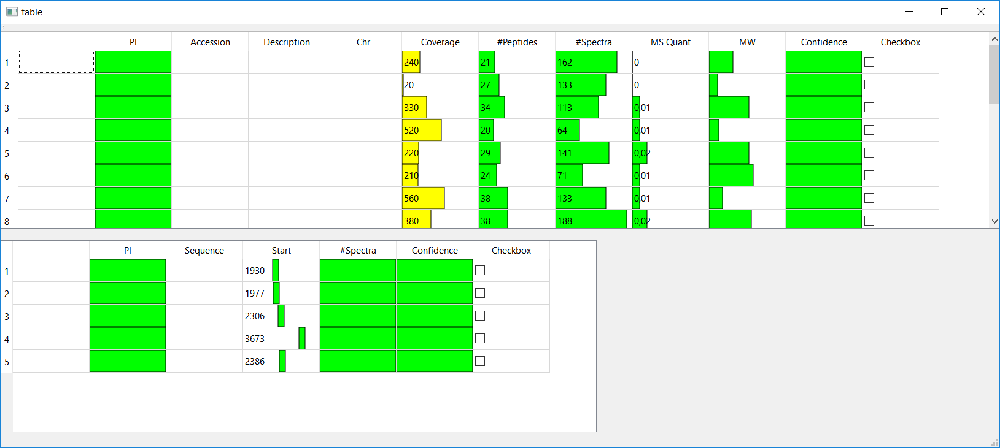 table
PI Accession Description Chr Coverage #Peptides #Spectra MS Quant MW Confidence Checkbox
1 240 21 162 0
2 20 27 133 0
3 330 34 113 0,01
4 520 20 64 0,01
5 220 29 141 0,02
6 210 24 71 0,01
7 560 38 133 0,01
8 380 38 188 0,02
PI Sequence Start #Spectra Confidence Checkbox
1 1930
2 1977
3 2306
4 3673
5 2386